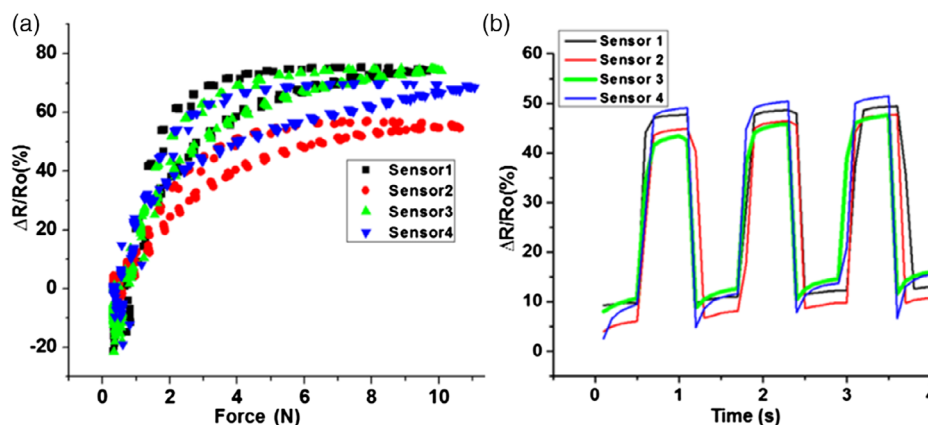 (a)
ΔR/Ro(%)
80
60
40
20
0
-20
0
2
4
6
8
10
Force (N)
Sensor1
Sensor2
Sensor3
Sensor4
(b)
ΔR/Ro(%)
60
50
40
30
20
10
0
0
1
2
3
4
Time (s)
Sensor 1
Sensor 2
Sensor 3
Sensor 4